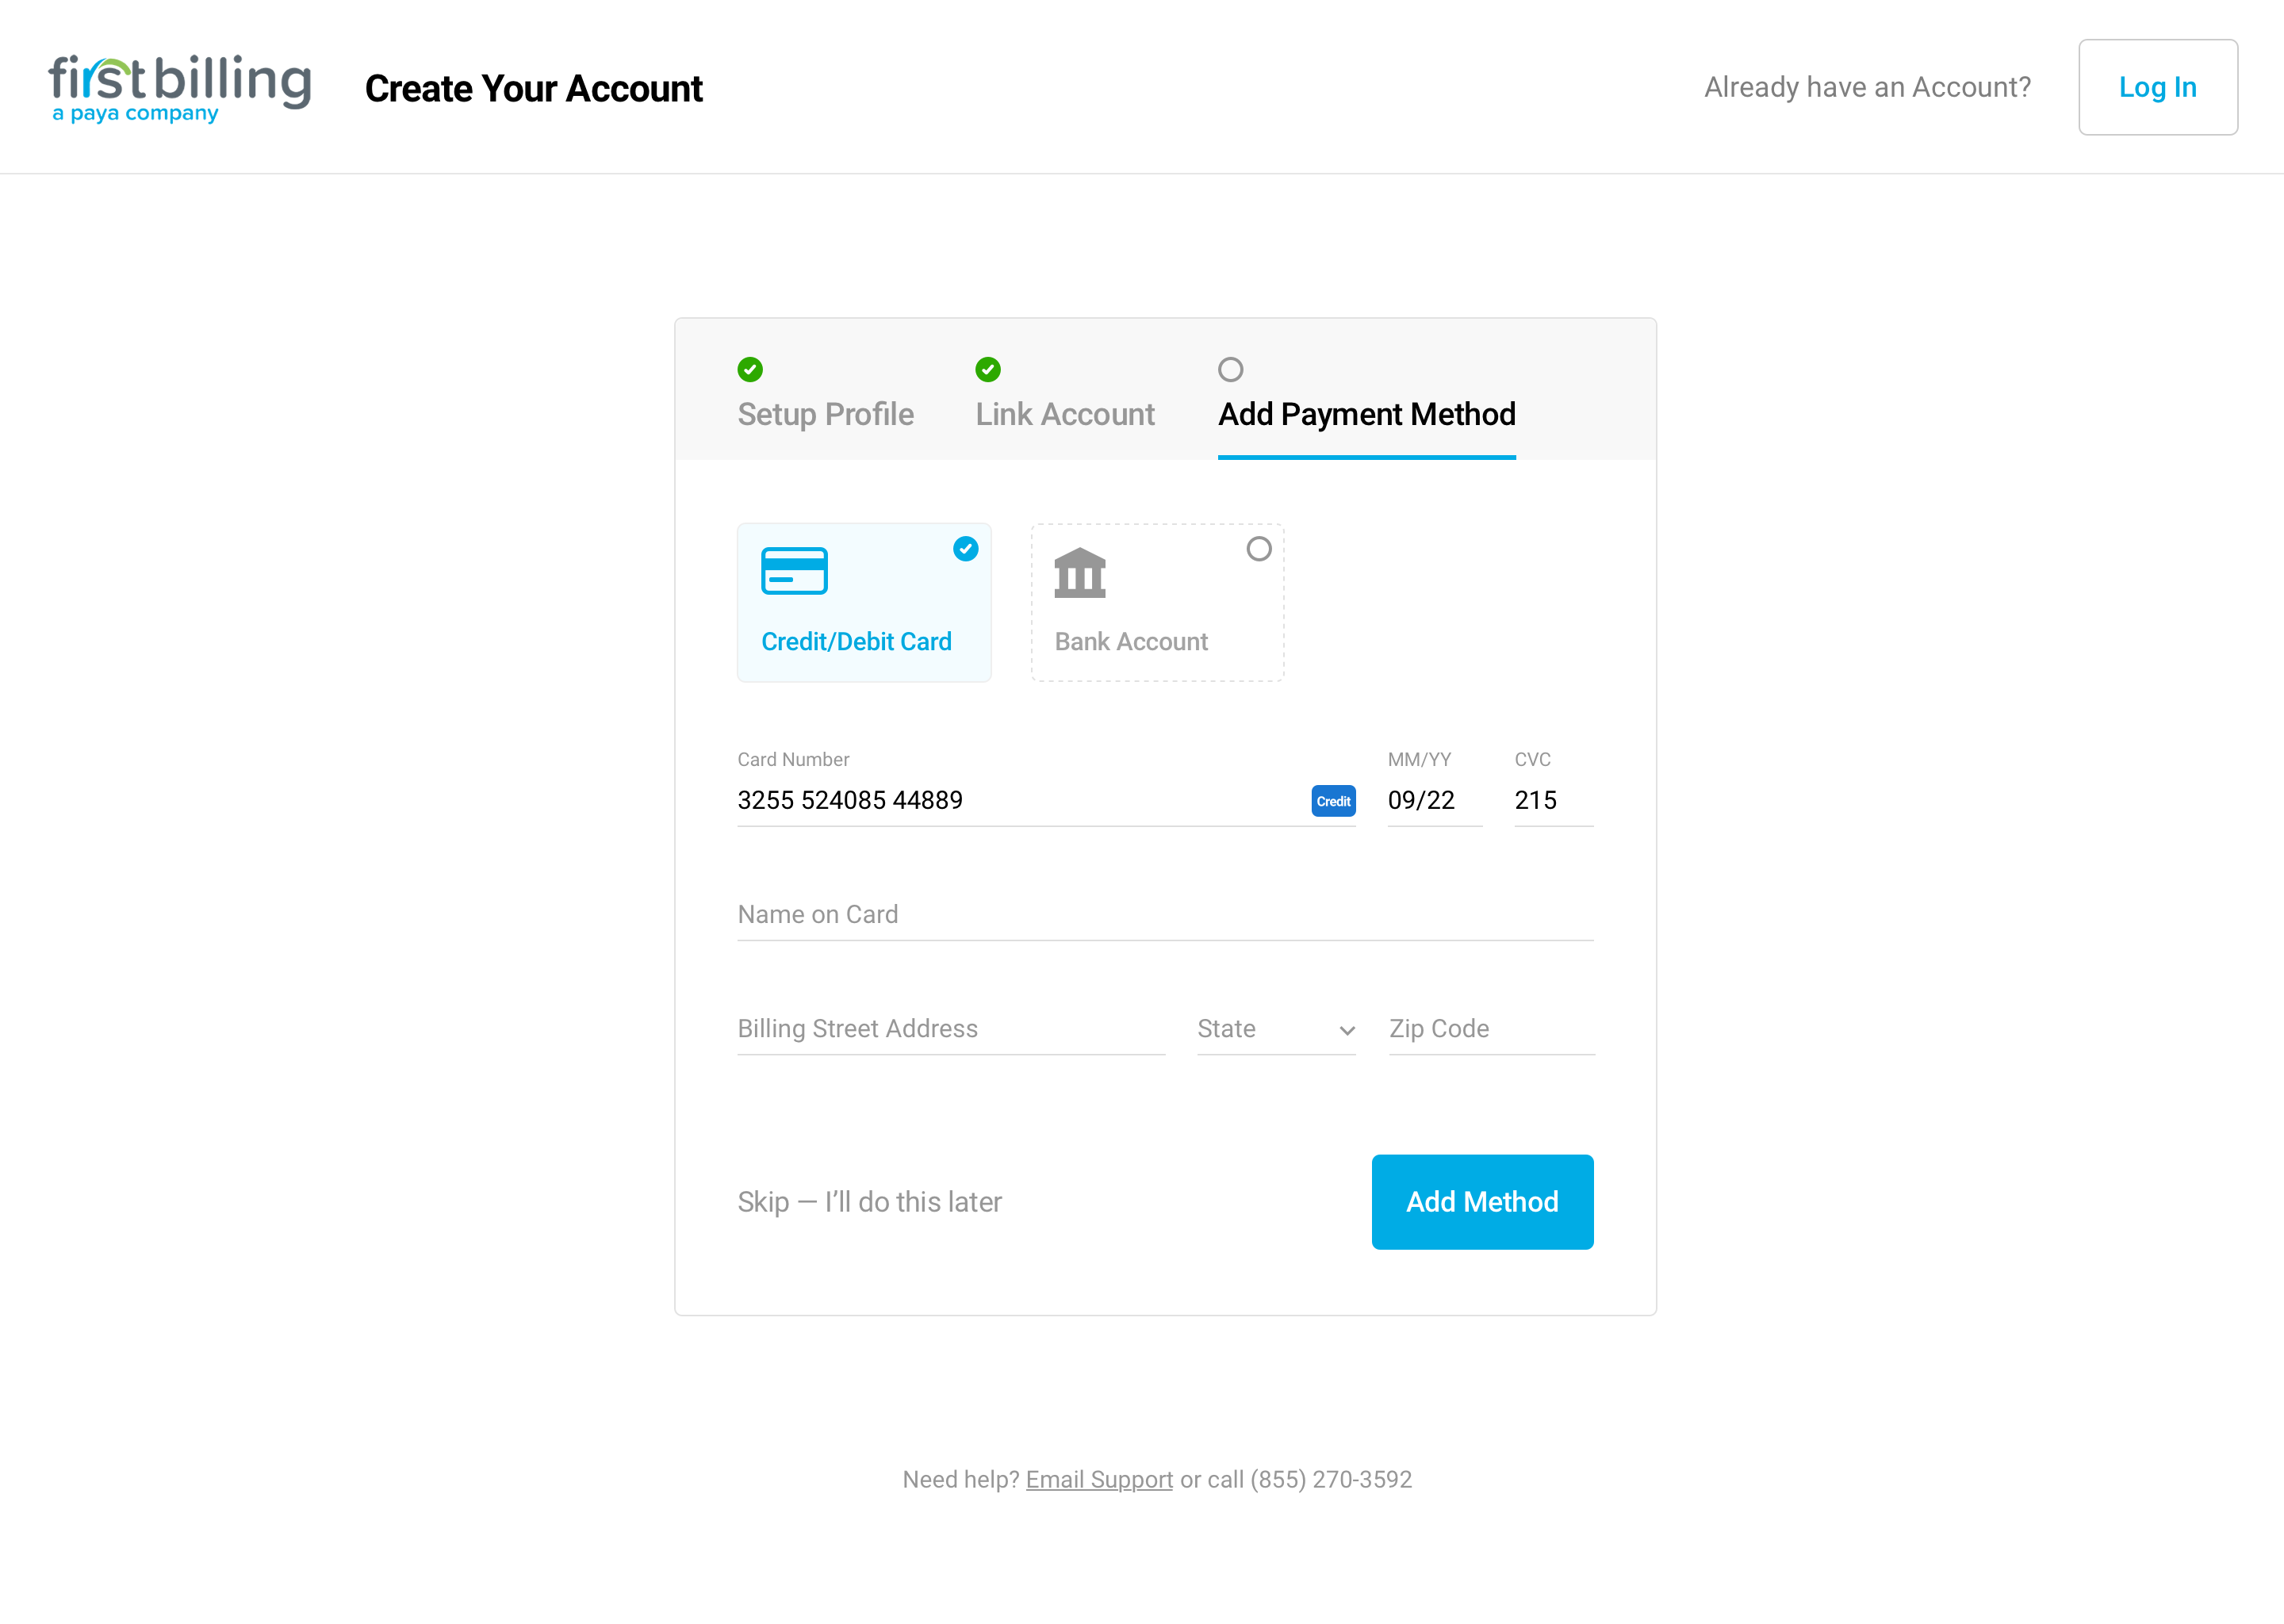 firstbilling
a paya company
Create Your Account
Already have an Account?
Log In
Setup Profile
Link Account
Add Payment Method
Credit/Debit Card
Bank Account
Card Number
MM/YY
CVC
3255 524085 44889
Credit
09/22
215
Name on Card
Billing Street Address
State
Zip Code
Skip — I’ll do this later
Add Method
Need help? Email Support or call (855) 270-3592